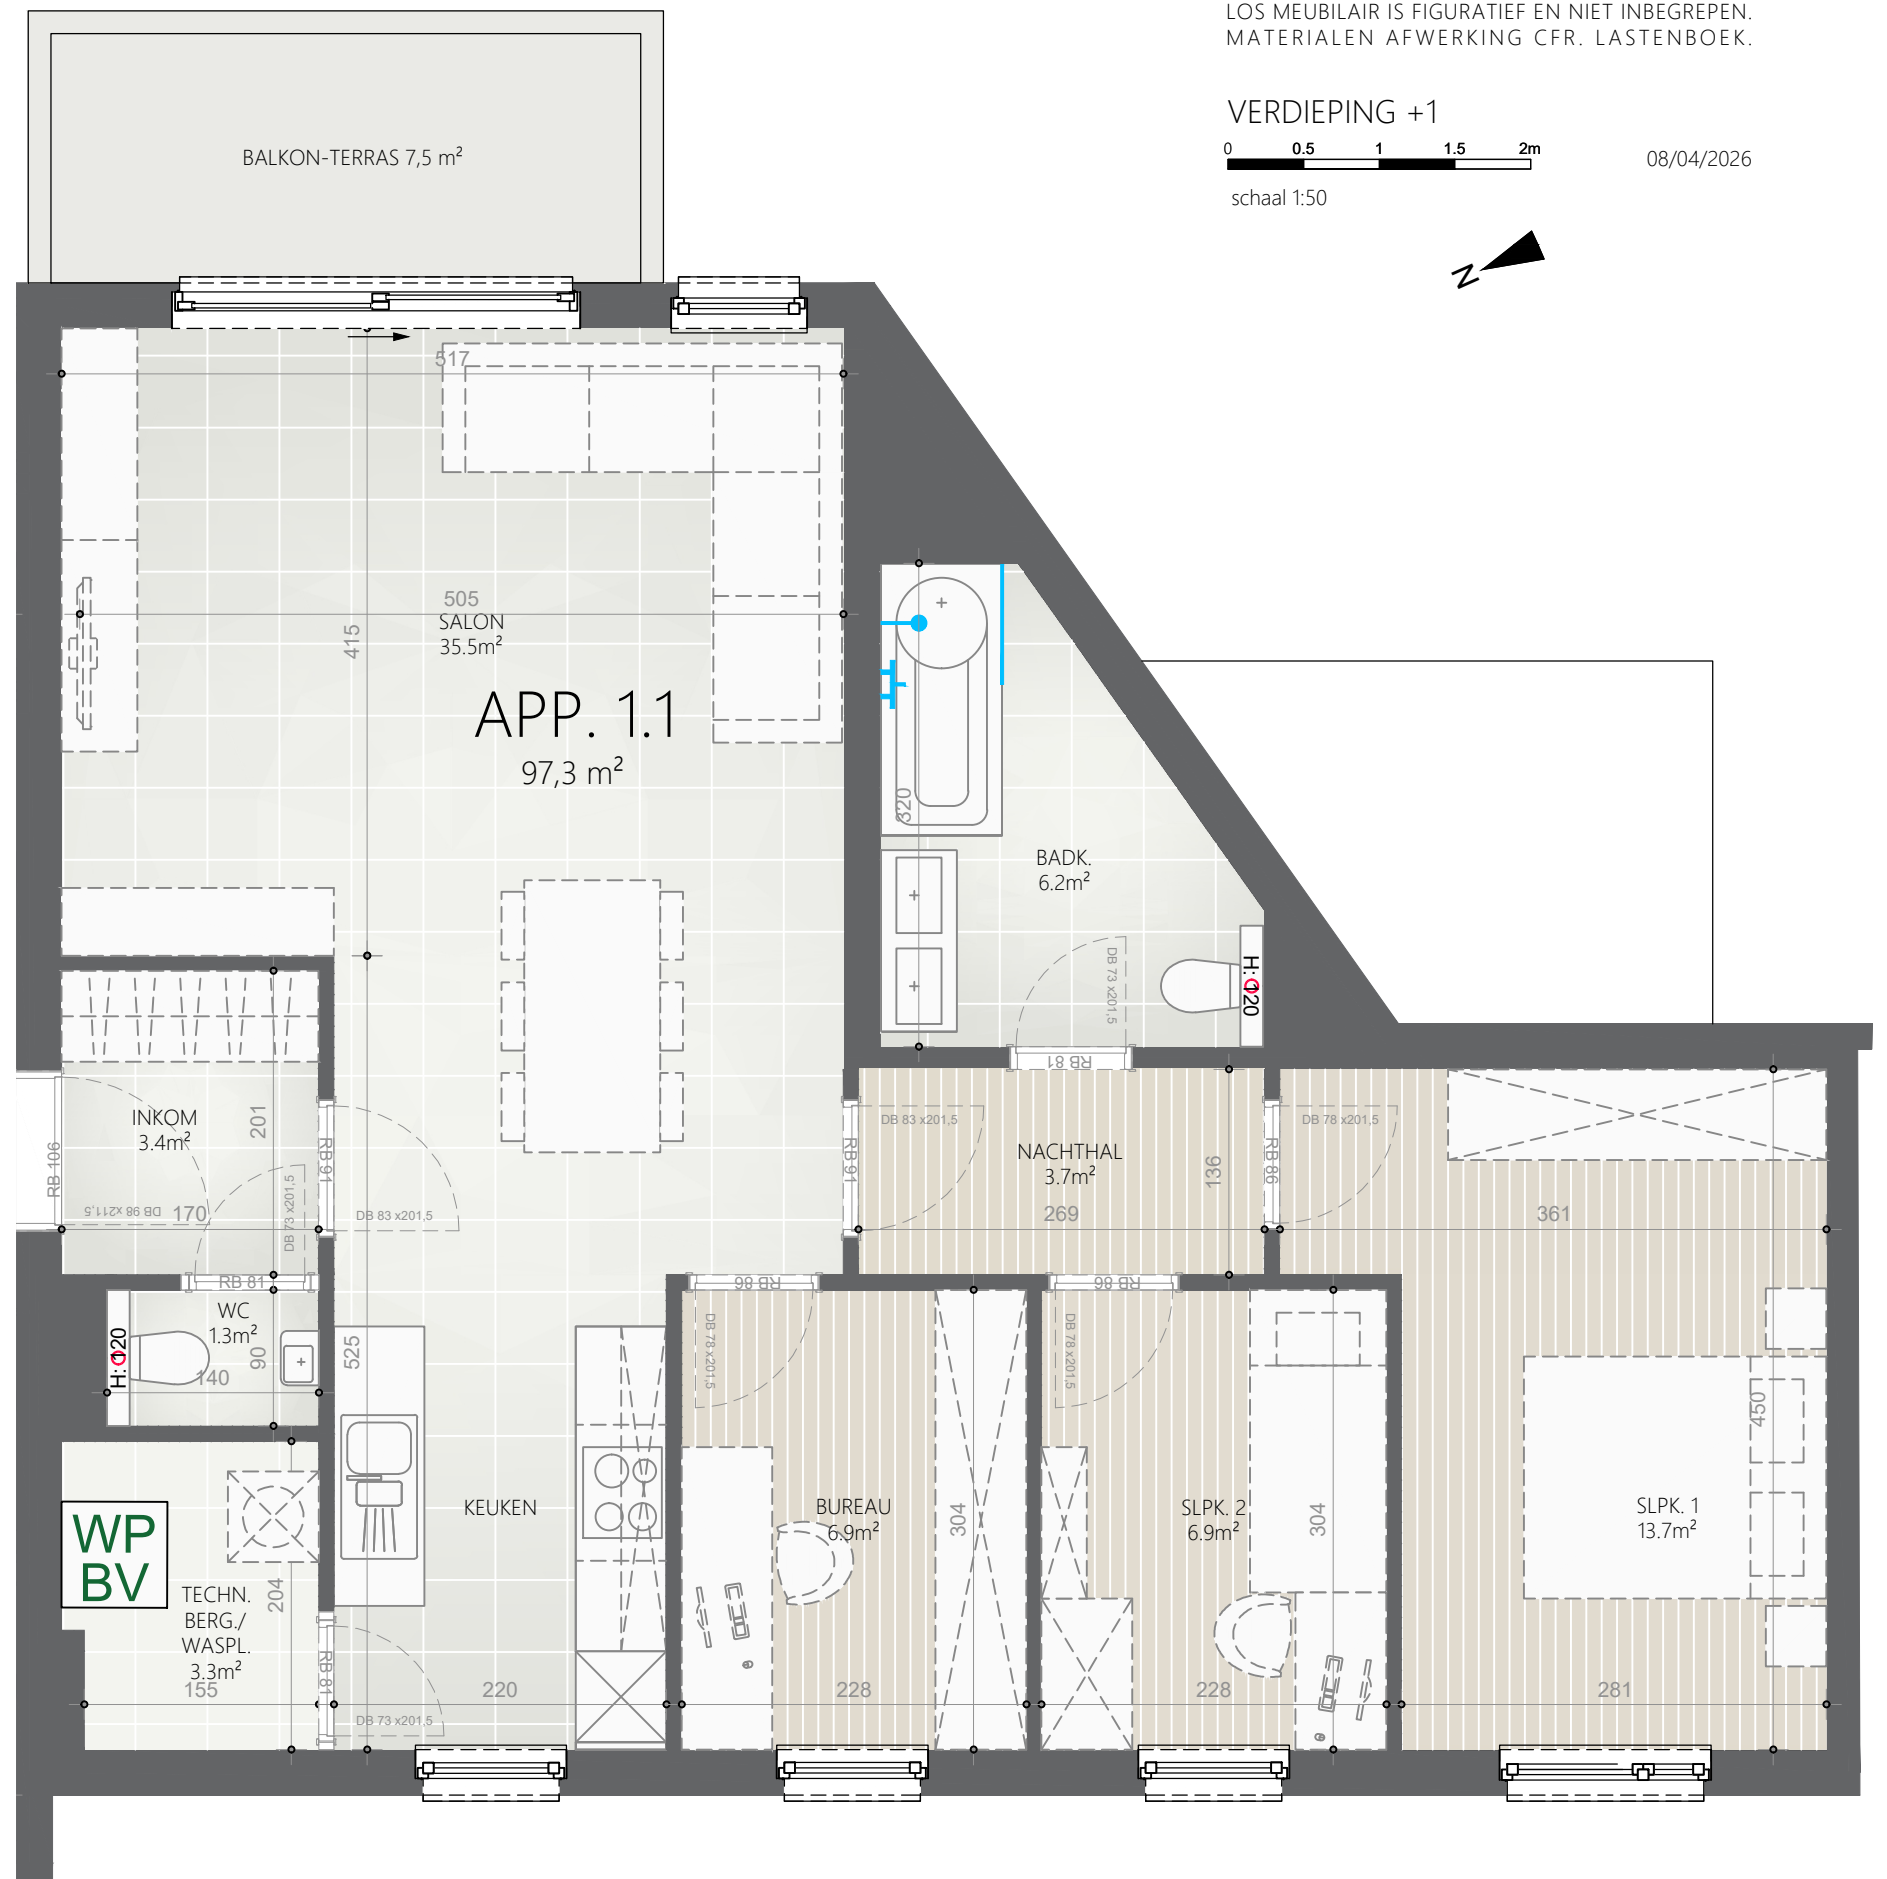 LOS MEUBILAIR IS FIGURATIEF EN NIET INBEGREPEN.
MATERIALEN AFWERKING CFR. LASTENBOEK.
VERDIEPING +1
0 0.5 1 1.5 2m
schaal 1:50
08/04/2026
N
BALKON-TERRAS 7,5 m²
517
505
SALON
35.5m²
415
APP. 1.1
97,3 m²
320
BADK.
6.2m²
DB 73 x201,5
H: 120
RB 81
INKOM
3.4m²
201
RB 106
DB 98 x211,5
170
DB 73 x201,5
RB 91
DB 83 x201,5
RB 81
RB 91
DB 83 x201,5
NACHTHAL
3.7m²
136
269
RB 86
DB 78 x201,5
361
WC
1.3m²
90
140
H: 120
525
RB 86
DB 78 x201,5
RB 86
DB 78 x201,5
450
KEUKEN
BUREAU
6.9m²
304
SLPK. 2
6.9m²
304
SLPK. 1
13.7m²
WP
BV
TECHN.
BERG./
WASPL.
3.3m²
204
155
RB 81
DB 73 x201,5
220
228
228
281